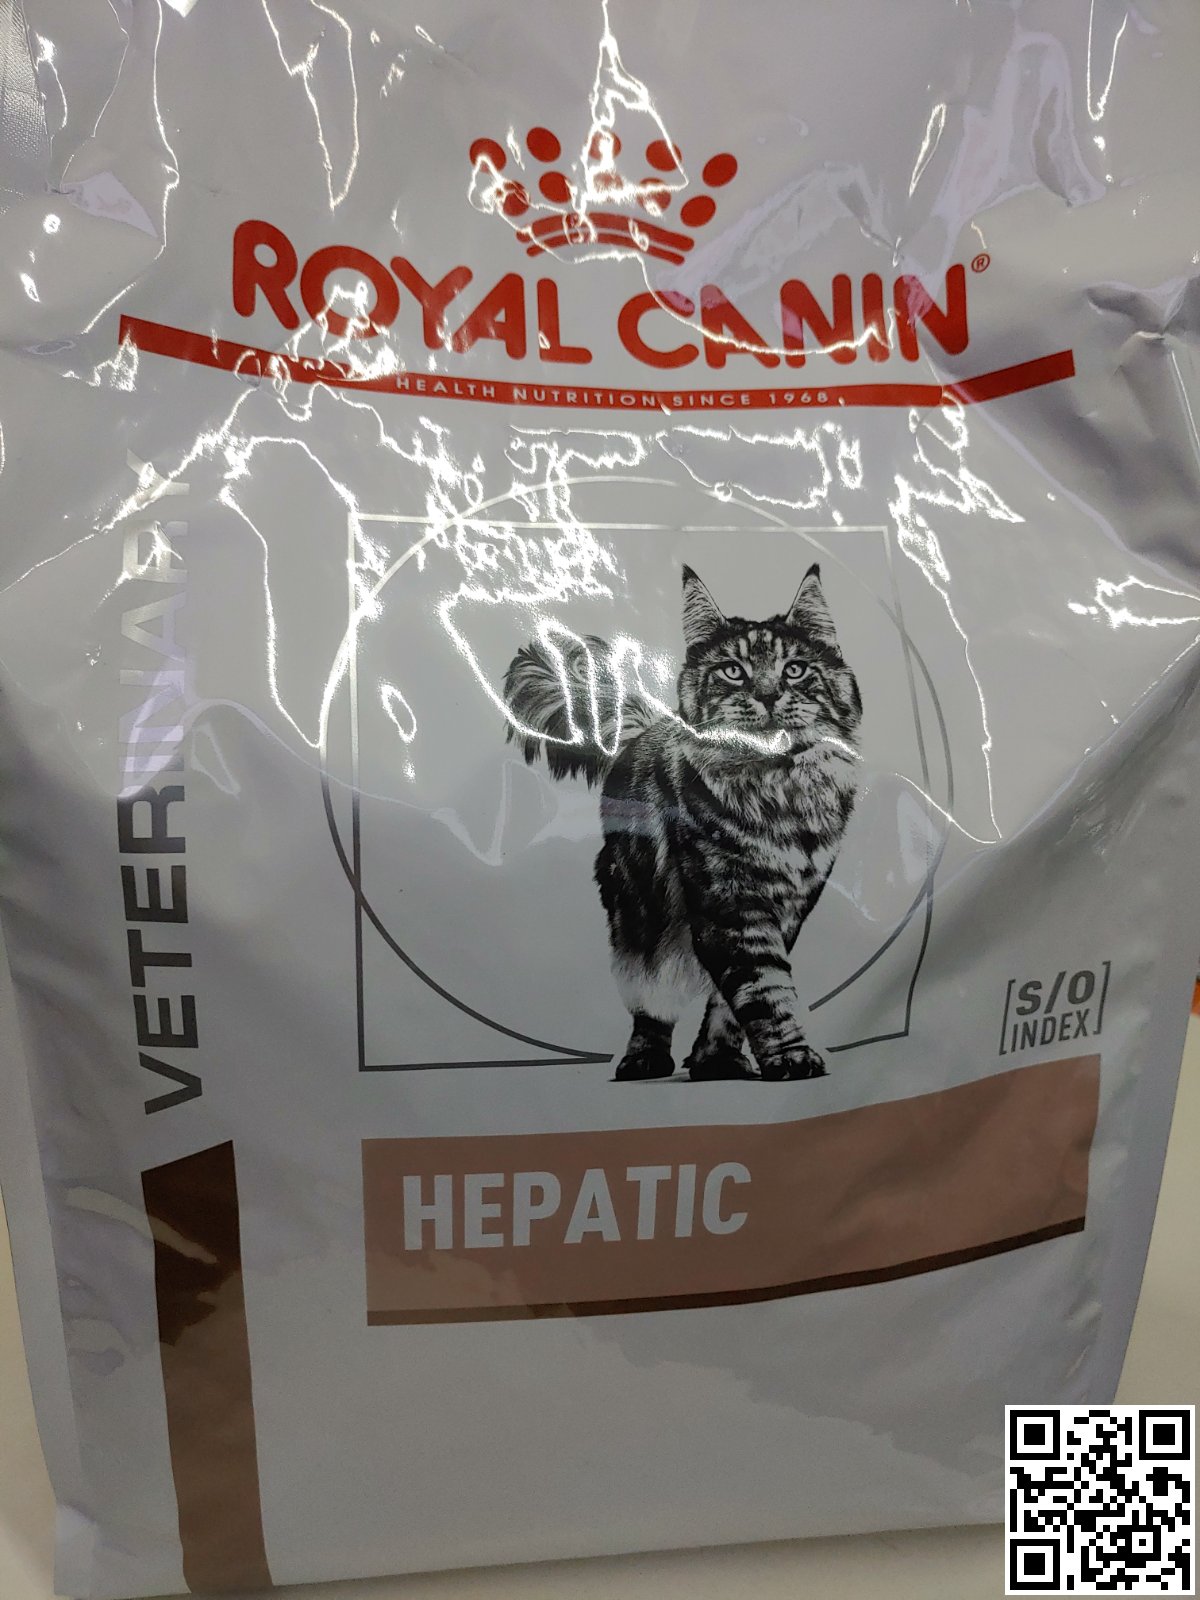 ROYAL CANIN®
HEALTH NUTRITION SINCE 1968
VETERINARY
S/O
INDEX
HEPATIC